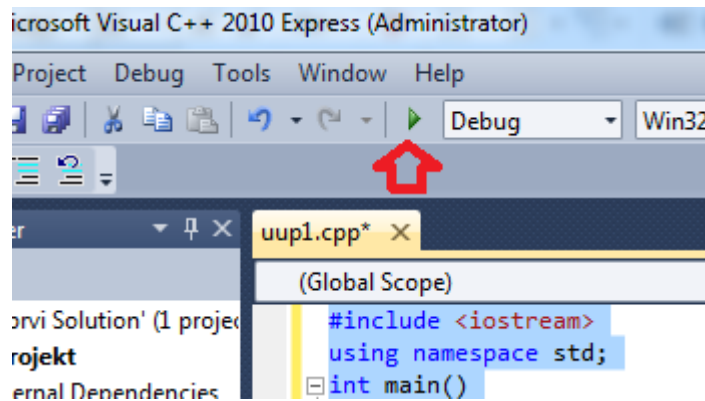 icrosoft Visual C++ 2010 Express (Administrator)
Project Debug Tools Window Help
Debug Win32
er uup1.cpp*
(Global Scope)
orvi Solution' (1 projec
rojekt
ernal Dependencies
#include <iostream>
using namespace std;
int main()